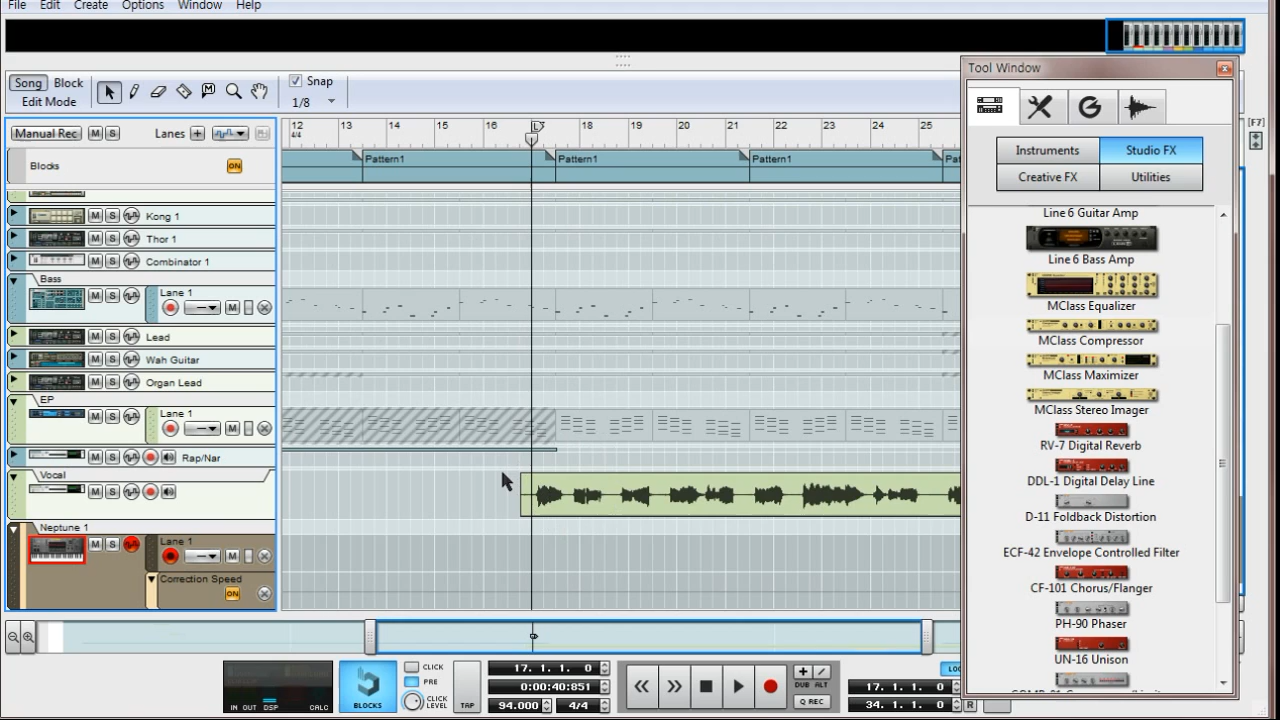 File Edit Create Options Window Help
Tool Window
Song Block
Edit Mode
Snap
1/8
Instruments Studio FX
Creative FX Utilities
[F7]
Manual Rec M S Lanes +
12 13 14 15 16 L 18 19 20 21 22 23 24 25
4/4
Blocks ON
Pattern1 Pattern1 Pattern1 Pat
M S Kong 1
M S Thor 1
M S Combinator 1
Bass
M S Lane 1
M
M S Lead
M S Wah Guitar
M S Organ Lead
EP
M S Lane 1
M
M S Rap/Nar
Vocal
M S
Neptune 1
M S Lane 1
M
Correction Speed
ON
Line 6 Guitar Amp
Line 6 Bass Amp
MClass Equalizer
MClass Compressor
MClass Maximizer
MClass Stereo Imager
RV-7 Digital Reverb
DDL-1 Digital Delay Line
D-11 Foldback Distortion
ECF-42 Envelope Controlled Filter
CF-101 Chorus/Flanger
PH-90 Phaser
UN-16 Unison
IN OUT DSP CALC
BLOCKS
CLICK
PRE
CLICK
LEVEL
TAP
17. 1. 1. 0
0:00:40:851
94.000 4/4
DUB ALT
Q REC
17. 1. 1. 0
34. 1. 1. 0 R